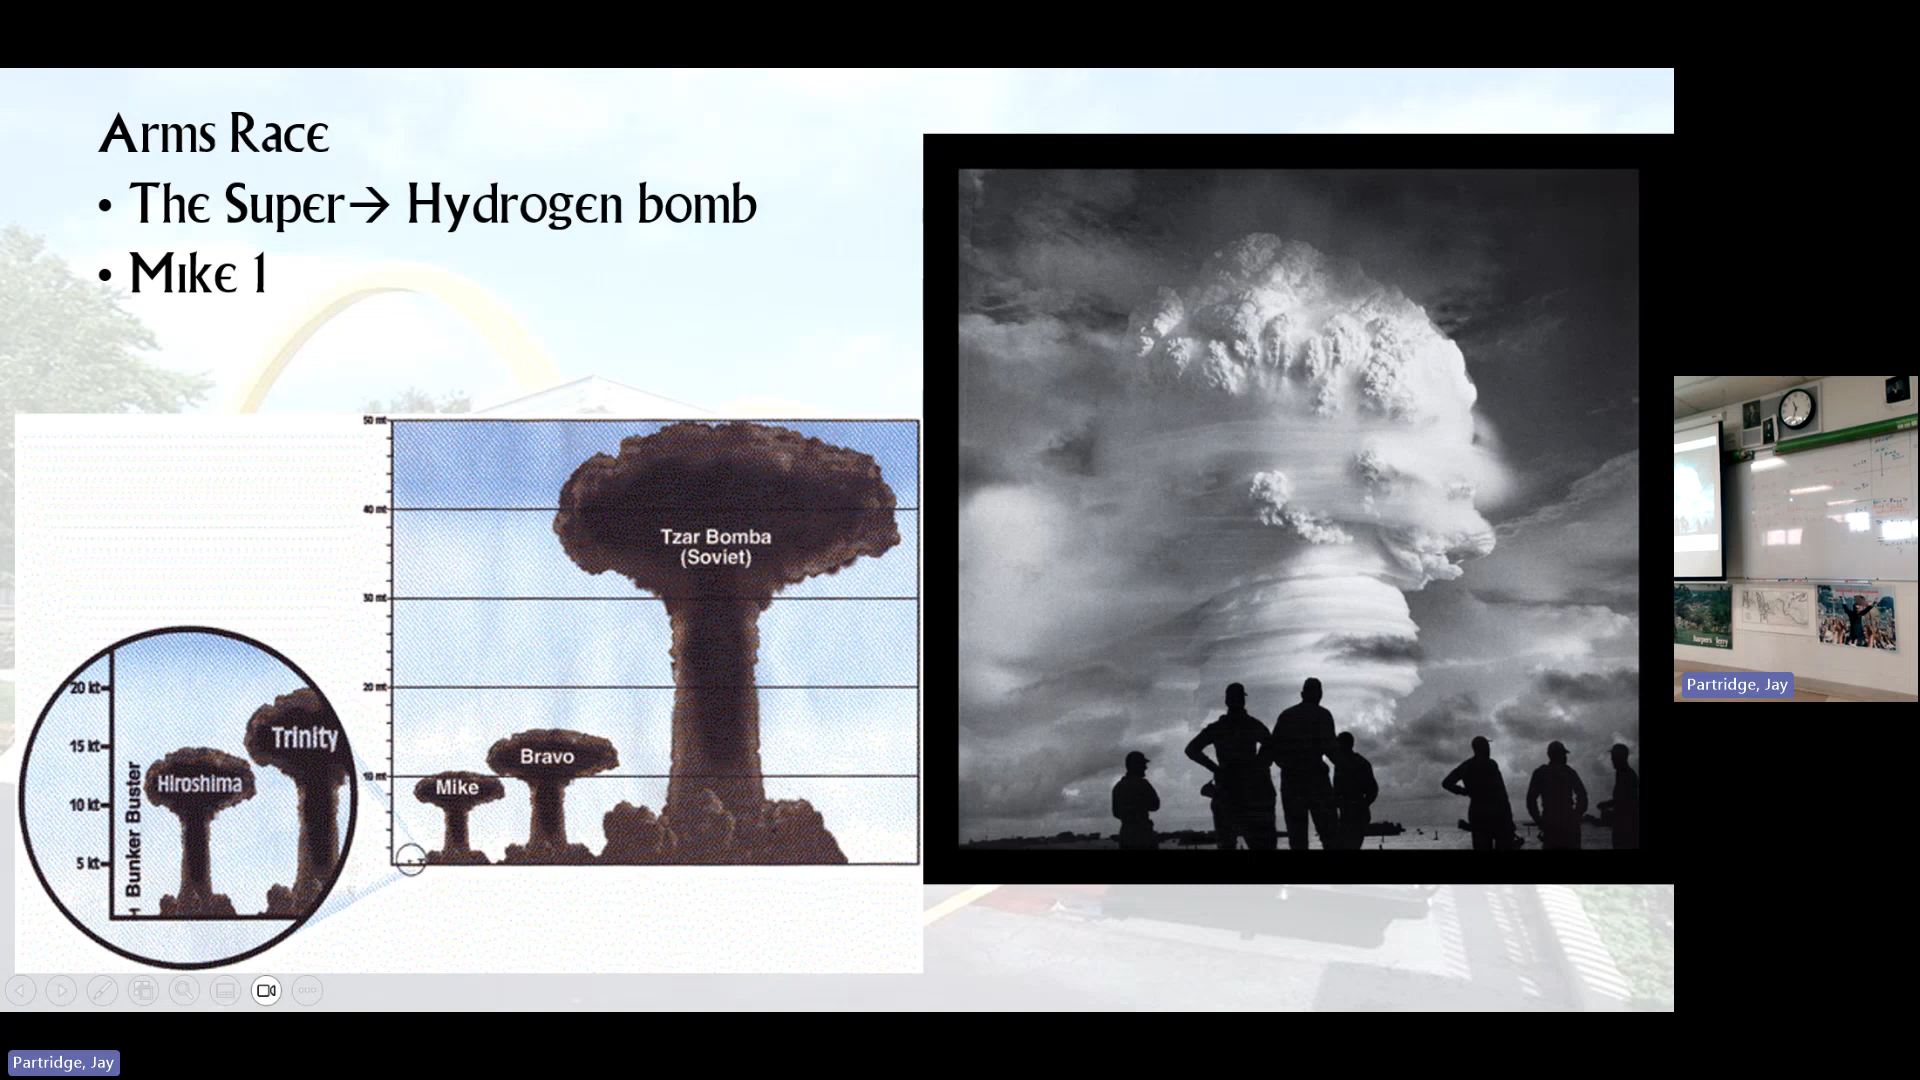 Arms Race
• The Super→ Hydrogen bomb
• Mike 1
50 mt
40 mt
30 mt
20 mt
10 mt
Tzar Bomba
(Soviet)
Bravo
Mike
20 kt
15 kt
10 kt
5 kt
Bunker Buster
Hiroshima
Trinity
harpers ferry
Partridge, Jay
Partridge, Jay